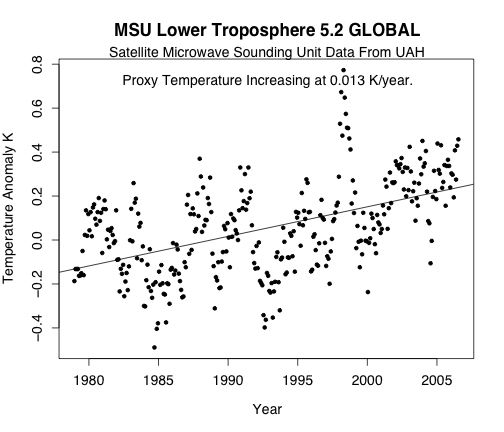 MSU Lower Troposphere 5.2 GLOBAL
Satellite Microwave Sounding Unit Data From UAH
Proxy Temperature Increasing at 0.013 K/year.
Temperature Anomaly K
0.8
0.6
0.4
0.2
0.0
−0.2
−0.4
1980 1985 1990 1995 2000 2005
Year